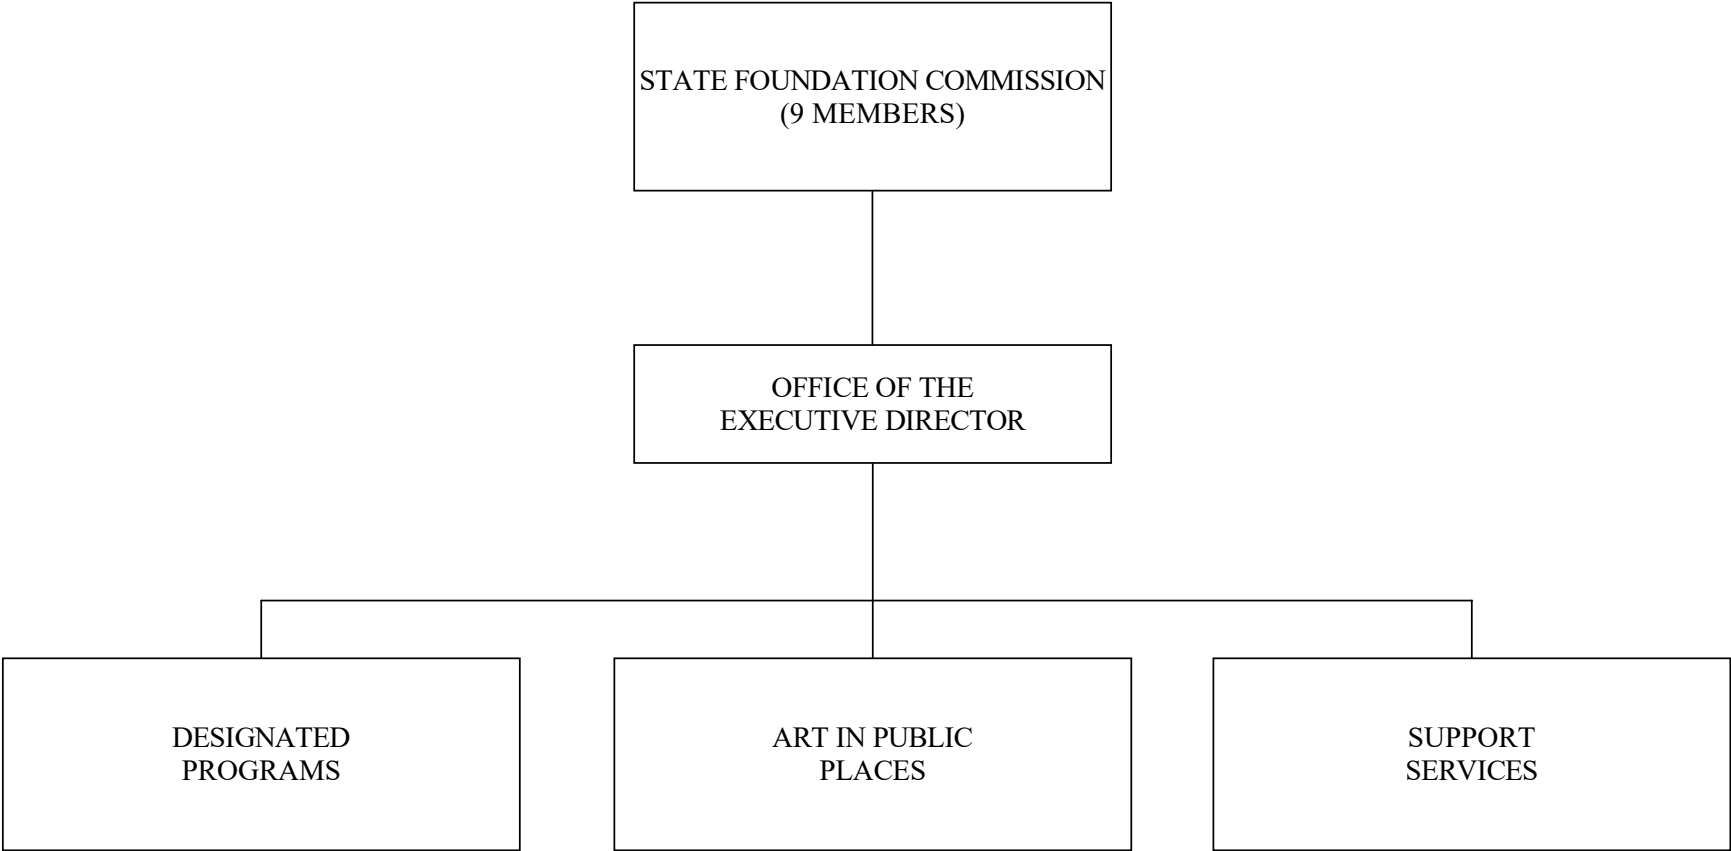 STATE FOUNDATION COMMISSION
(9 MEMBERS)
OFFICE OF THE
EXECUTIVE DIRECTOR
DESIGNATED
PROGRAMS
ART IN PUBLIC
PLACES
SUPPORT
SERVICES